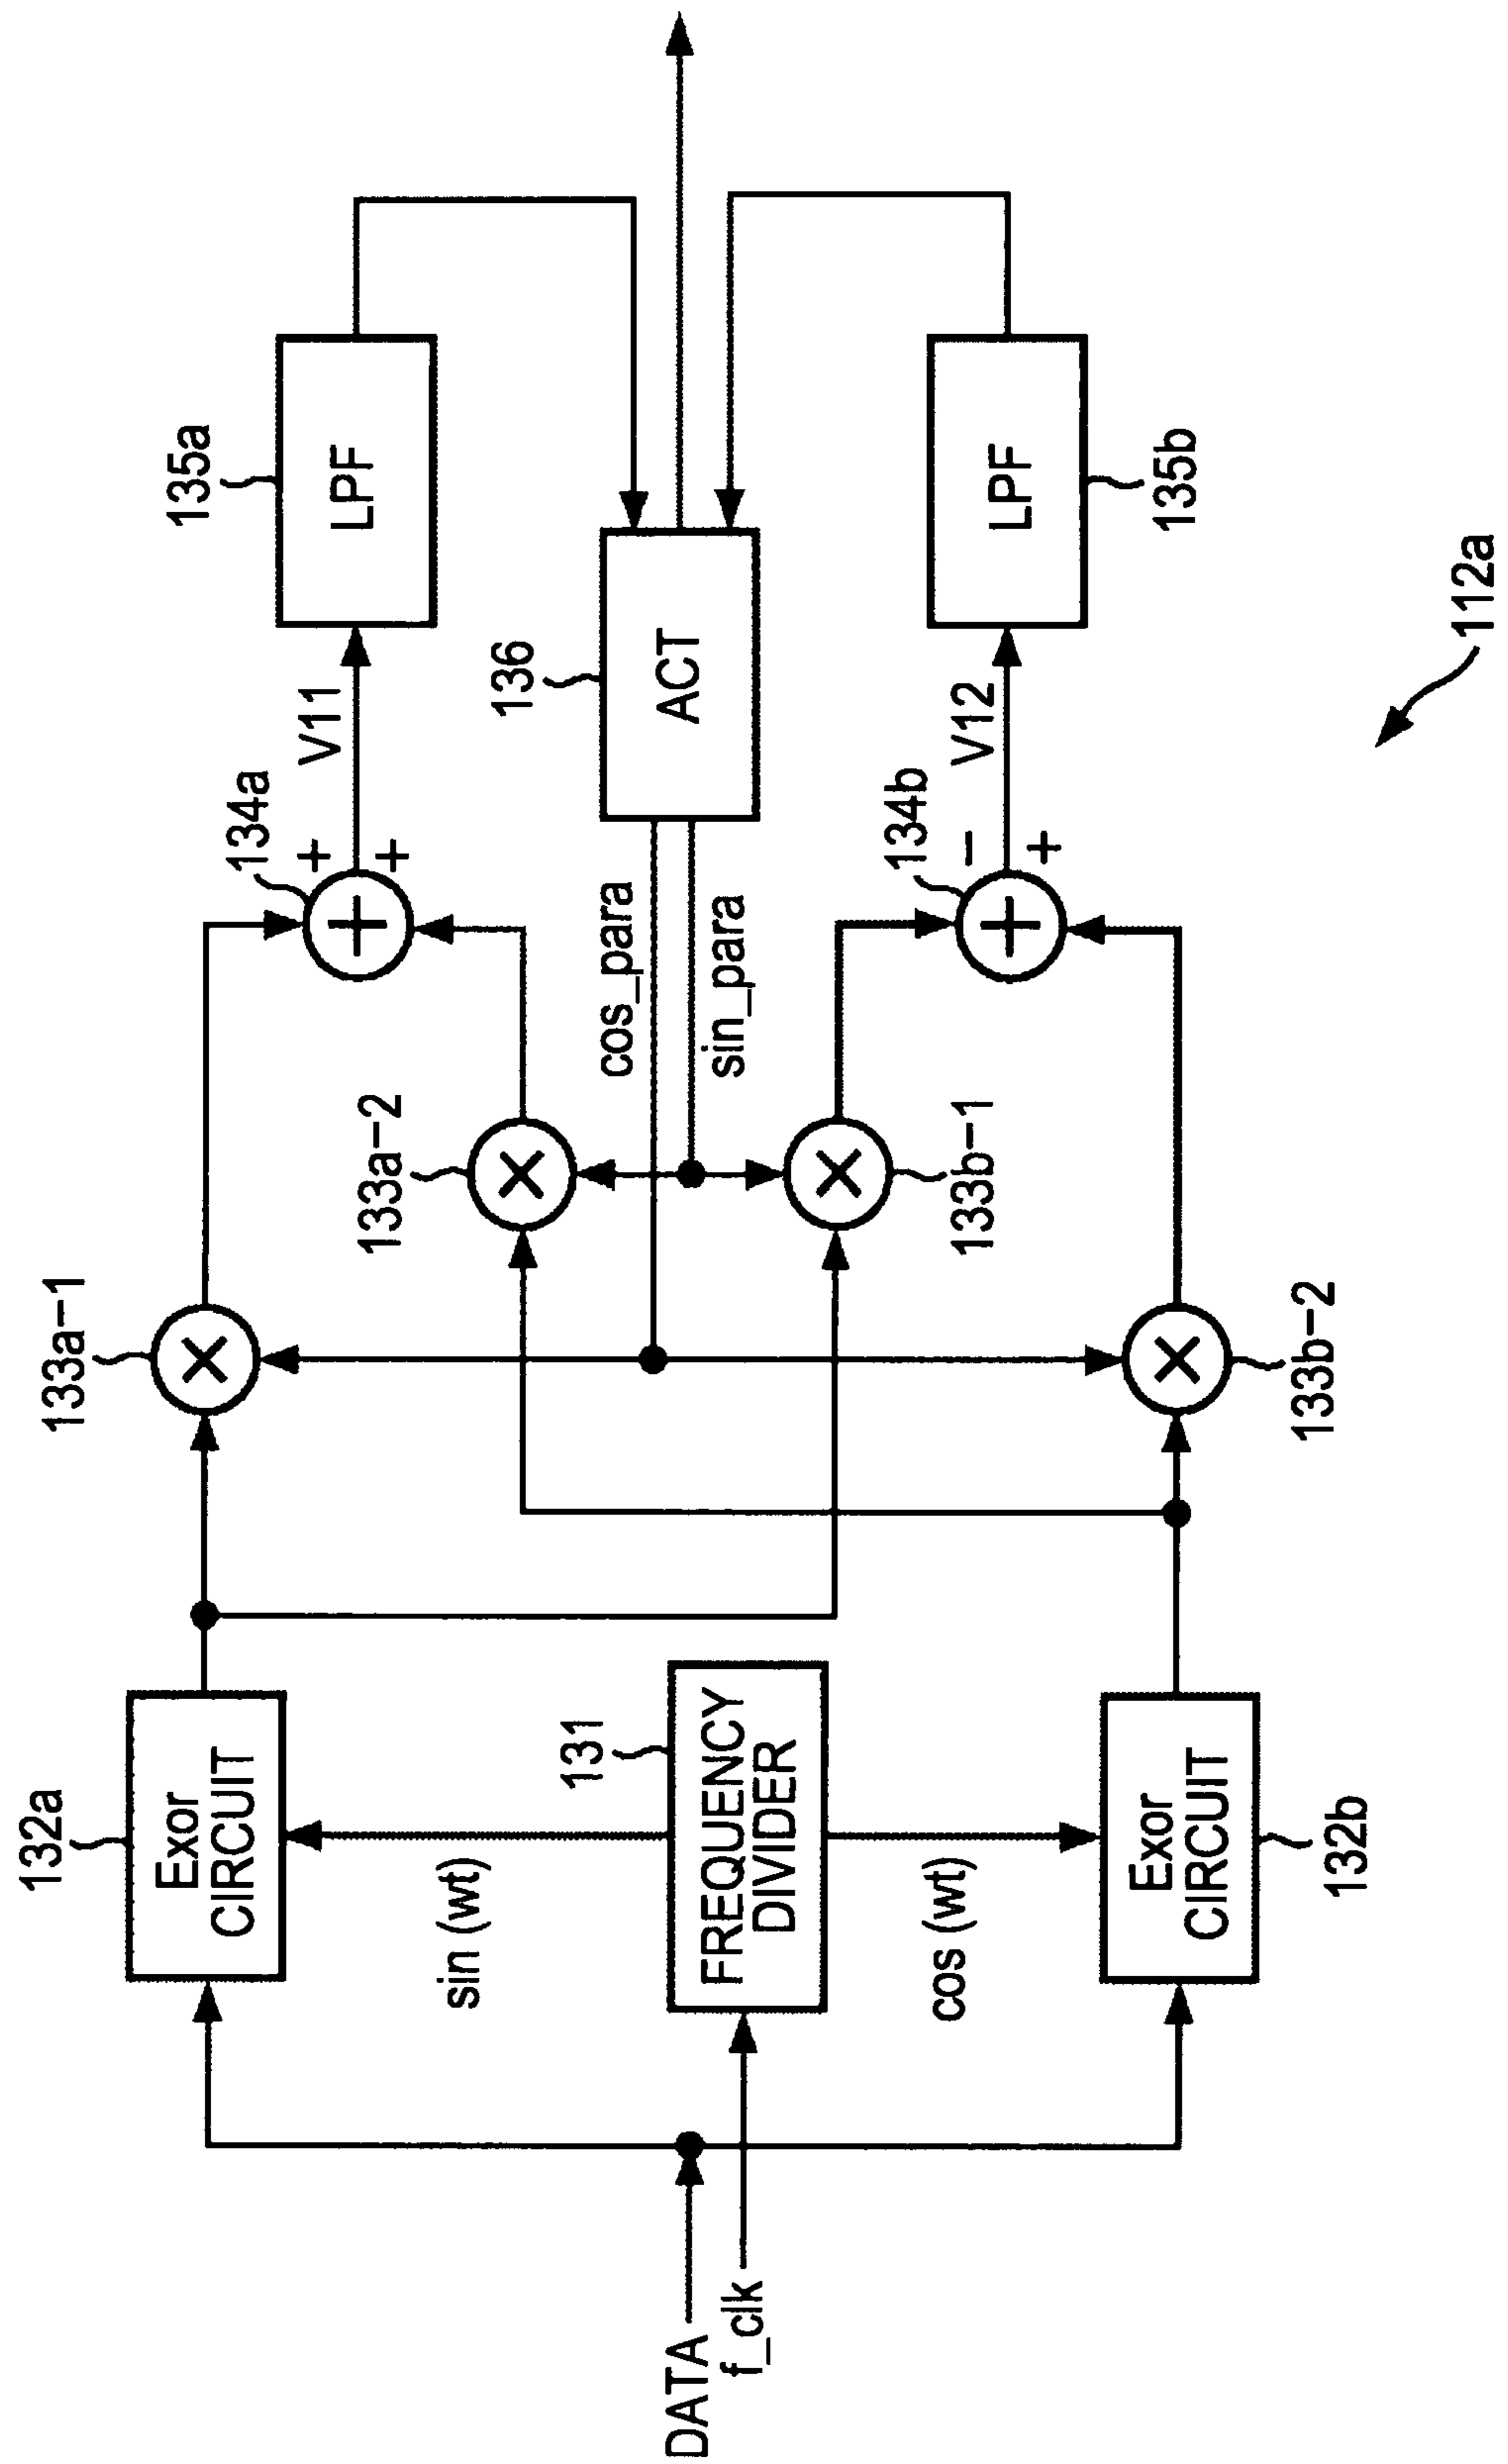 DATA
f_clk
132a
Exor
CIRCUIT
sin (wt)
131
FREQUENCY
DIVIDER
cos (wt)
Exor
CIRCUIT
132b
133a-1
×
133a-2
×
133b-1
×
133b-2
×
134a
+
+
+
V11
cos_para
sin_para
134b
+
−
+
V12
135a
LPF
136
ACT
LPF
135b
112a